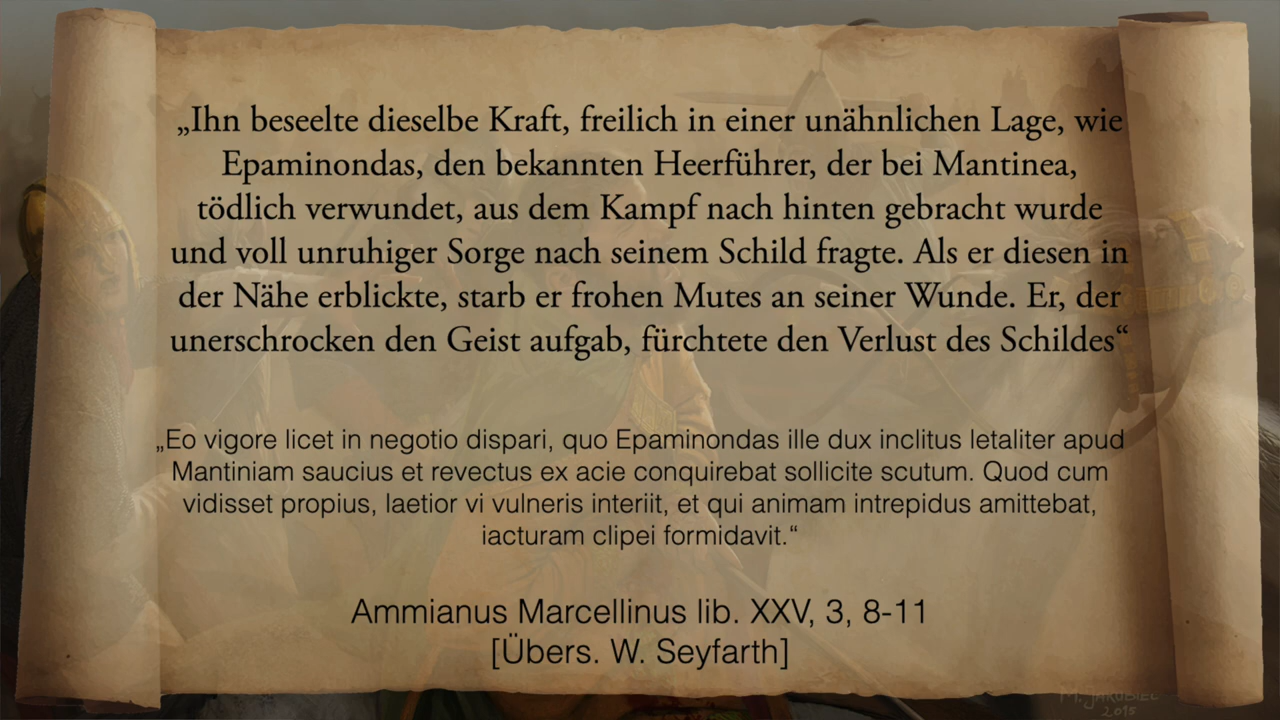 „Ihn beseelte dieselbe Kraft, freilich in einer unähnlichen Lage, wie
Epaminondas, den bekannten Heerführer, der bei Mantinea,
tödlich verwundet, aus dem Kampf nach hinten gebracht wurde
und voll unruhiger Sorge nach seinem Schild fragte. Als er diesen in
der Nähe erblickte, starb er frohen Mutes an seiner Wunde. Er, der
unerschrocken den Geist aufgab, fürchtete den Verlust des Schildes“
„Eo vigore licet in negotio dispari, quo Epaminondas ille dux inclitus letaliter apud
Mantiniam saucius et revectus ex acie conquirebat sollicite scutum. Quod cum
vidisset propius, laetior vi vulneris interiit, et qui animam intrepidus amittebat,
iacturam clipei formidavit.“
Ammianus Marcellinus lib. XXV, 3, 8-11
[Übers. W. Seyfarth]
M. JAKUBIEC
2015